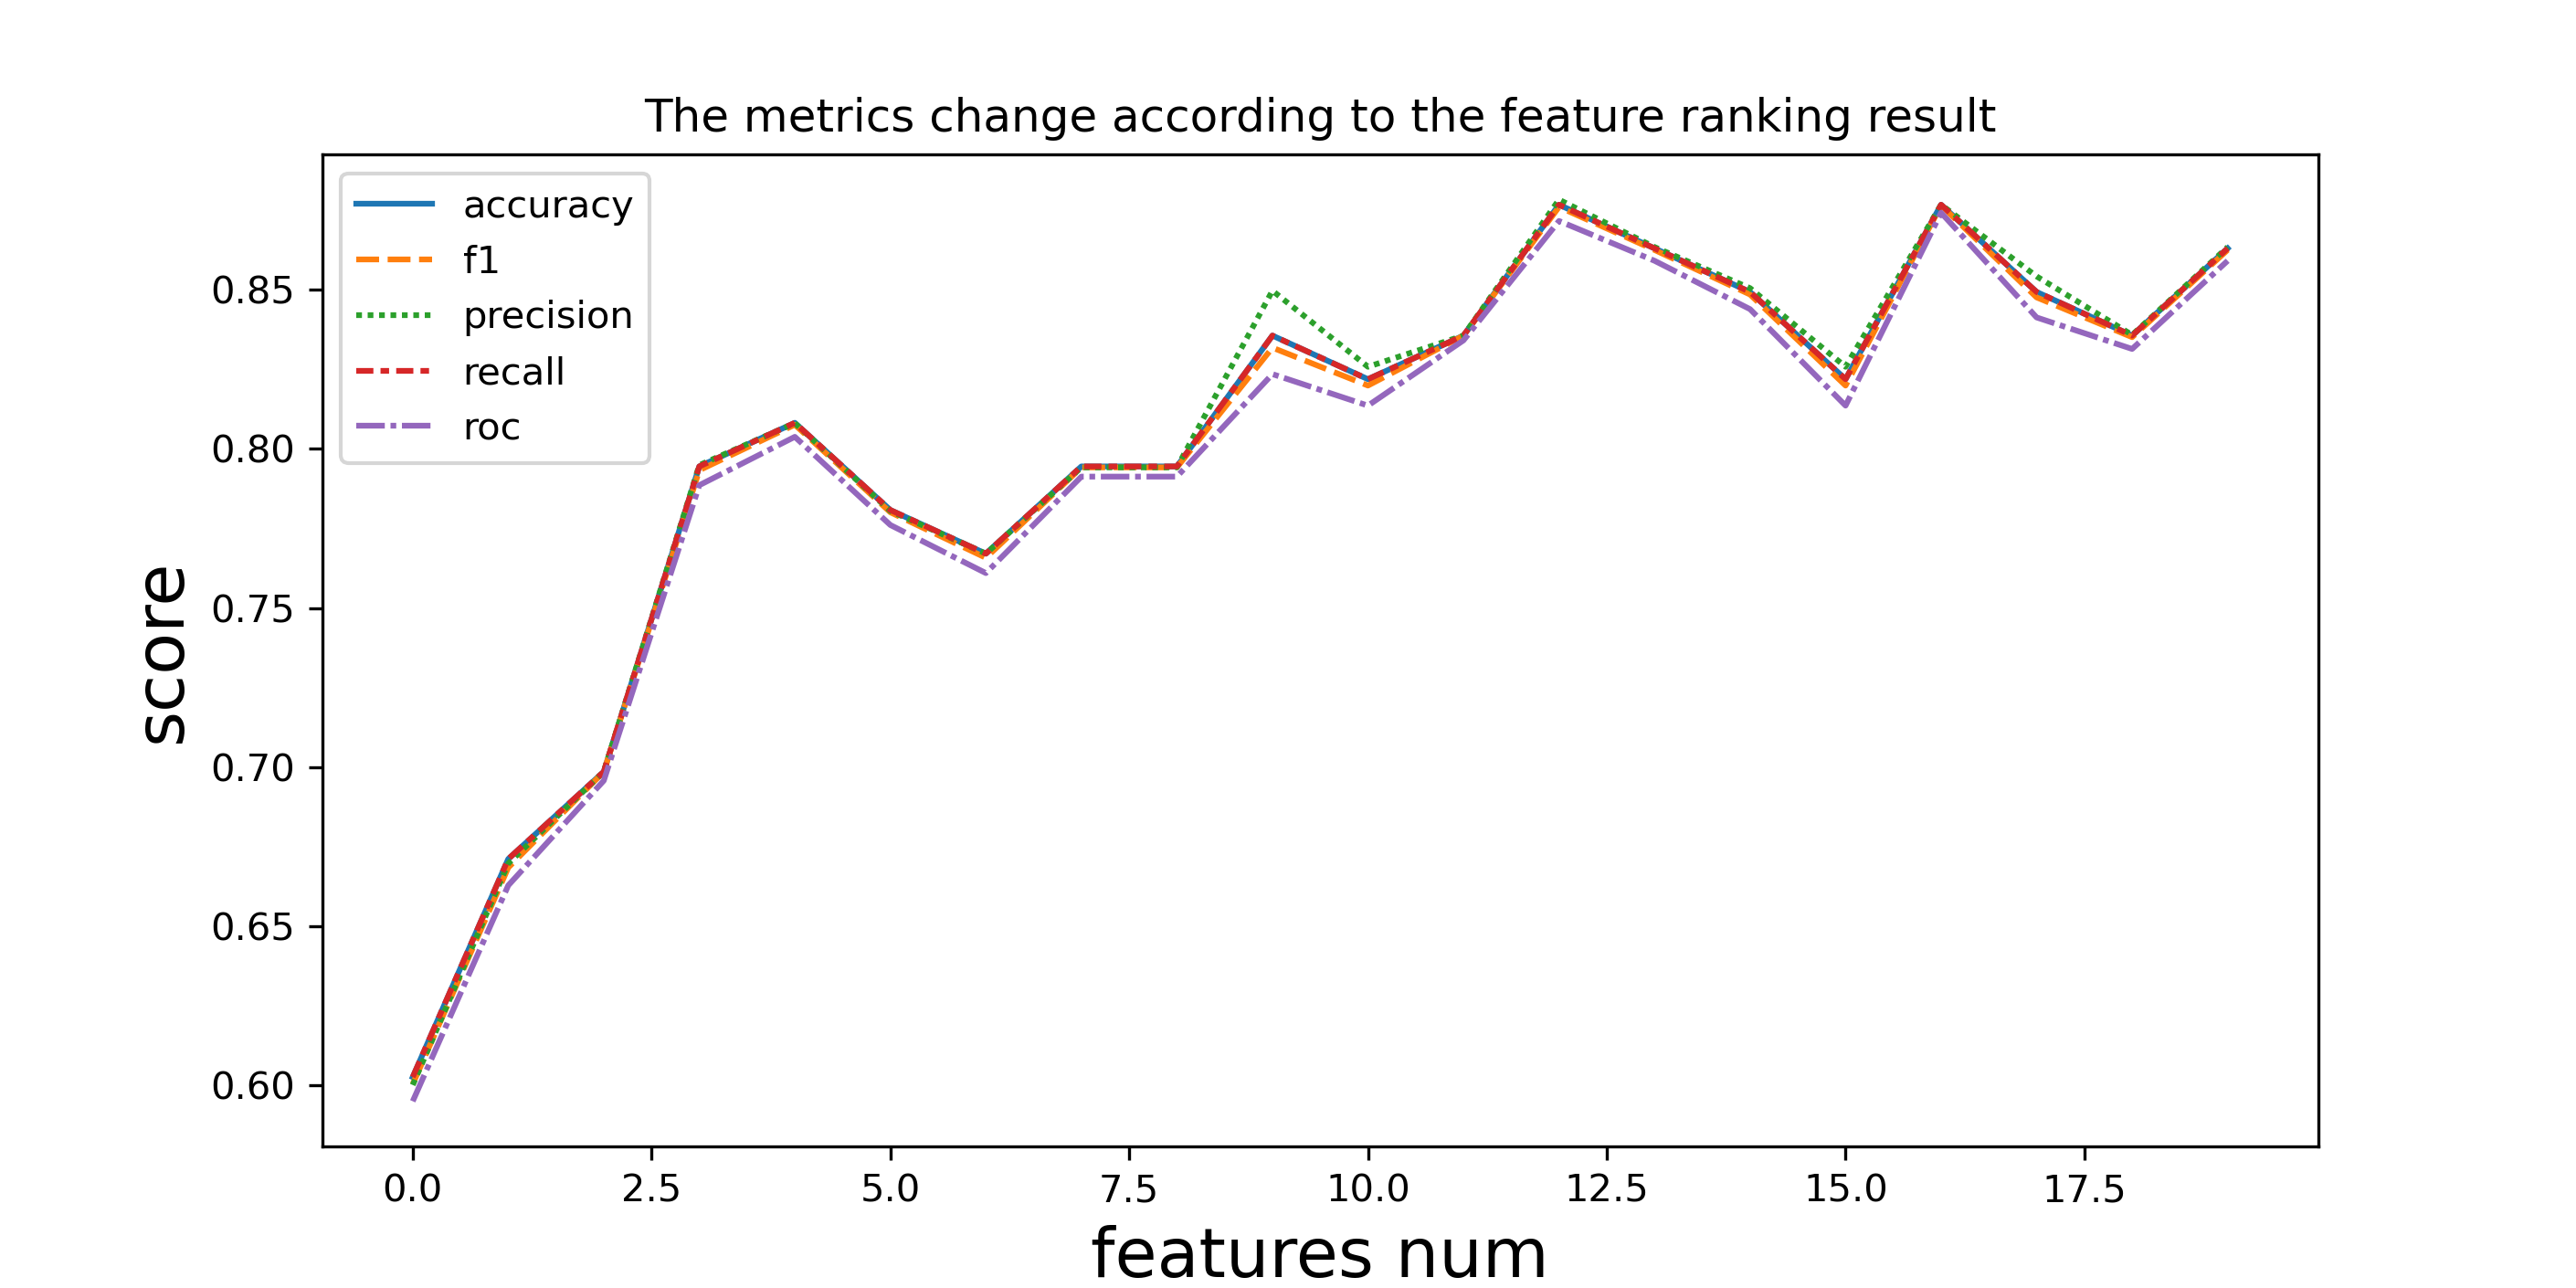 The metrics change according to the feature ranking result
accuracy
f1
precision
recall
roc
0.85
0.80
0.75
0.70
0.65
0.60
score
0.0 2.5 5.0 7.5 10.0 12.5 15.0 17.5
features num